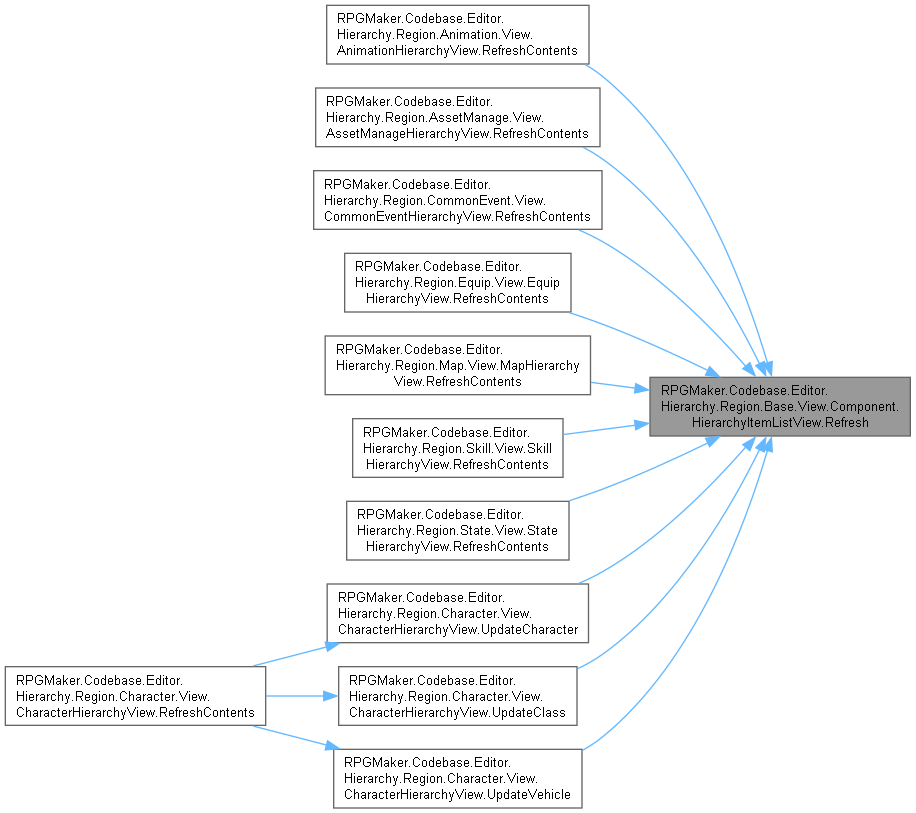 RPGMaker.Codebase.Editor.
Hierarchy.Region.Animation.View.
AnimationHierarchyView.RefreshContents
RPGMaker.Codebase.Editor.
Hierarchy.Region.AssetManage.View.
AssetManageHierarchyView.RefreshContents
RPGMaker.Codebase.Editor.
Hierarchy.Region.CommonEvent.View.
CommonEventHierarchyView.RefreshContents
RPGMaker.Codebase.Editor.
Hierarchy.Region.Equip.View.Equip
HierarchyView.RefreshContents
RPGMaker.Codebase.Editor.
Hierarchy.Region.Map.View.MapHierarchy
View.RefreshContents
RPGMaker.Codebase.Editor.
Hierarchy.Region.Base.View.Component.
HierarchyItemListView.Refresh
RPGMaker.Codebase.Editor.
Hierarchy.Region.Skill.View.Skill
HierarchyView.RefreshContents
RPGMaker.Codebase.Editor.
Hierarchy.Region.State.View.State
HierarchyView.RefreshContents
RPGMaker.Codebase.Editor.
Hierarchy.Region.Character.View.
CharacterHierarchyView.UpdateCharacter
RPGMaker.Codebase.Editor.
Hierarchy.Region.Character.View.
CharacterHierarchyView.RefreshContents
RPGMaker.Codebase.Editor.
Hierarchy.Region.Character.View.
CharacterHierarchyView.UpdateClass
RPGMaker.Codebase.Editor.
Hierarchy.Region.Character.View.
CharacterHierarchyView.UpdateVehicle